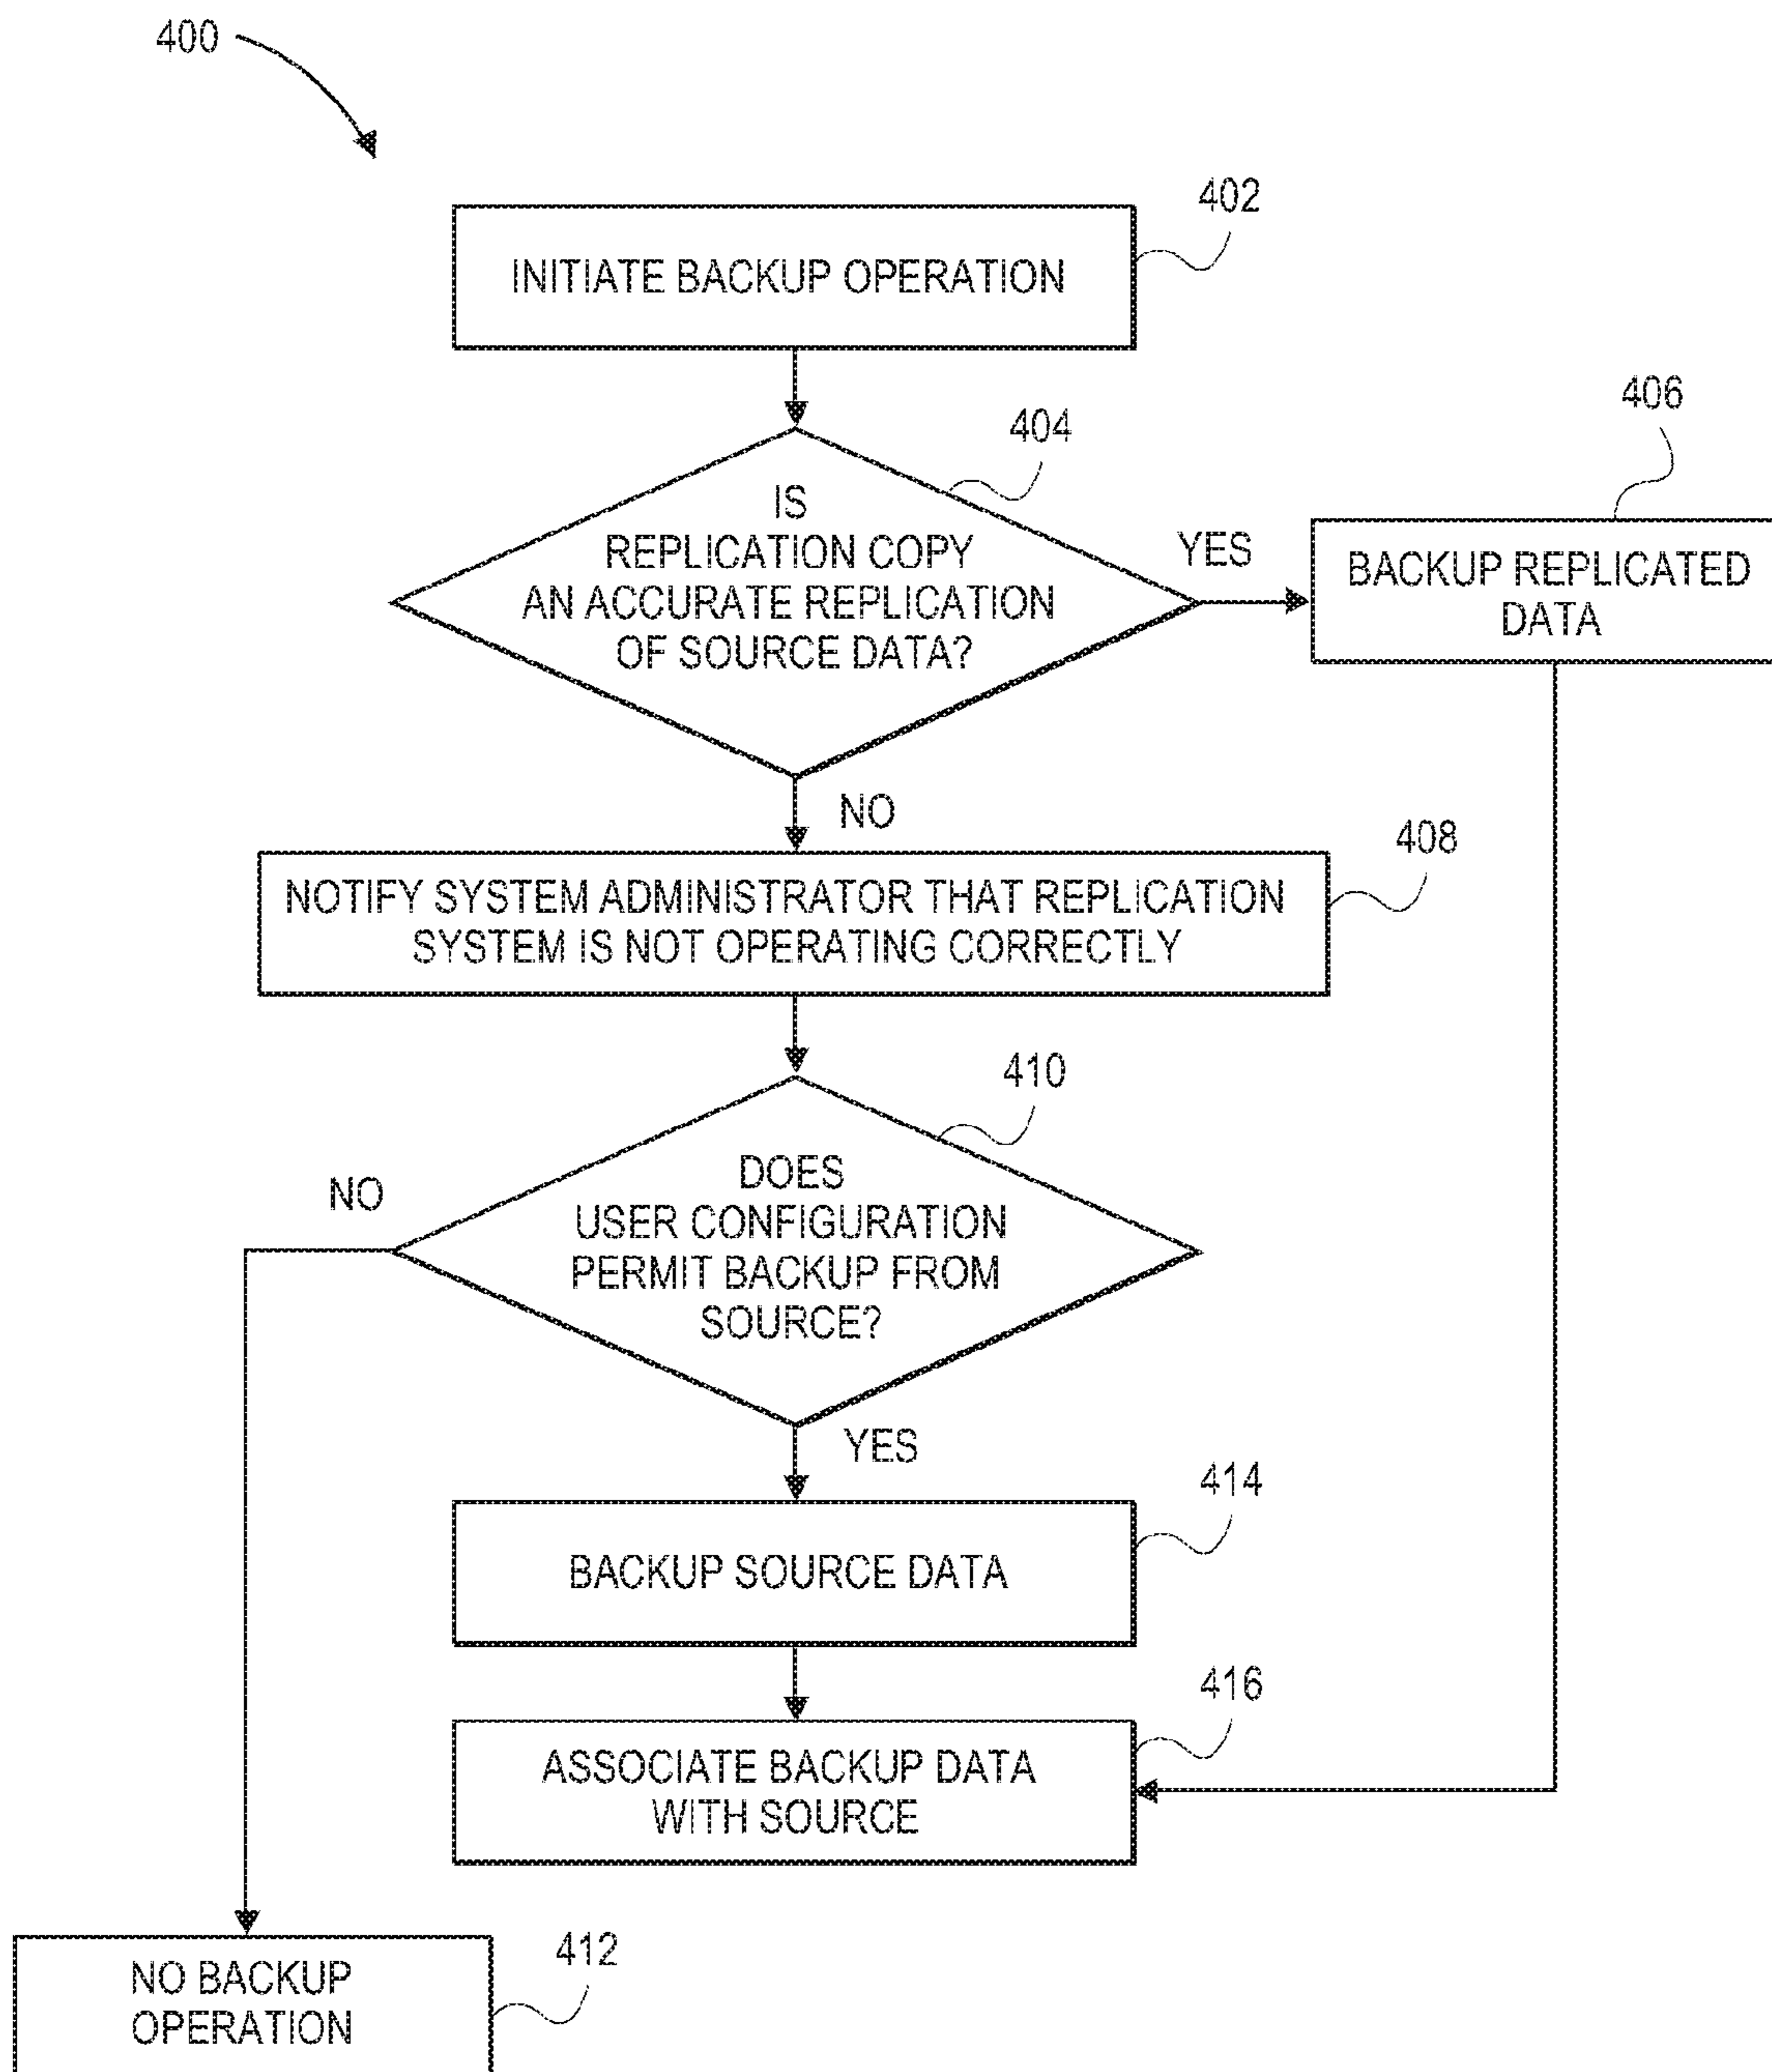 400
402
INITIATE BACKUP OPERATION
404
406
IS
REPLICATION COPY
AN ACCURATE REPLICATION
OF SOURCE DATA?
YES
BACKUP REPLICATED
DATA
NO
408
NOTIFY SYSTEM ADMINISTRATOR THAT REPLICATION
SYSTEM IS NOT OPERATING CORRECTLY
410
NO
DOES
USER CONFIGURATION
PERMIT BACKUP FROM
SOURCE?
YES
414
BACKUP SOURCE DATA
416
ASSOCIATE BACKUP DATA
WITH SOURCE
412
NO BACKUP
OPERATION